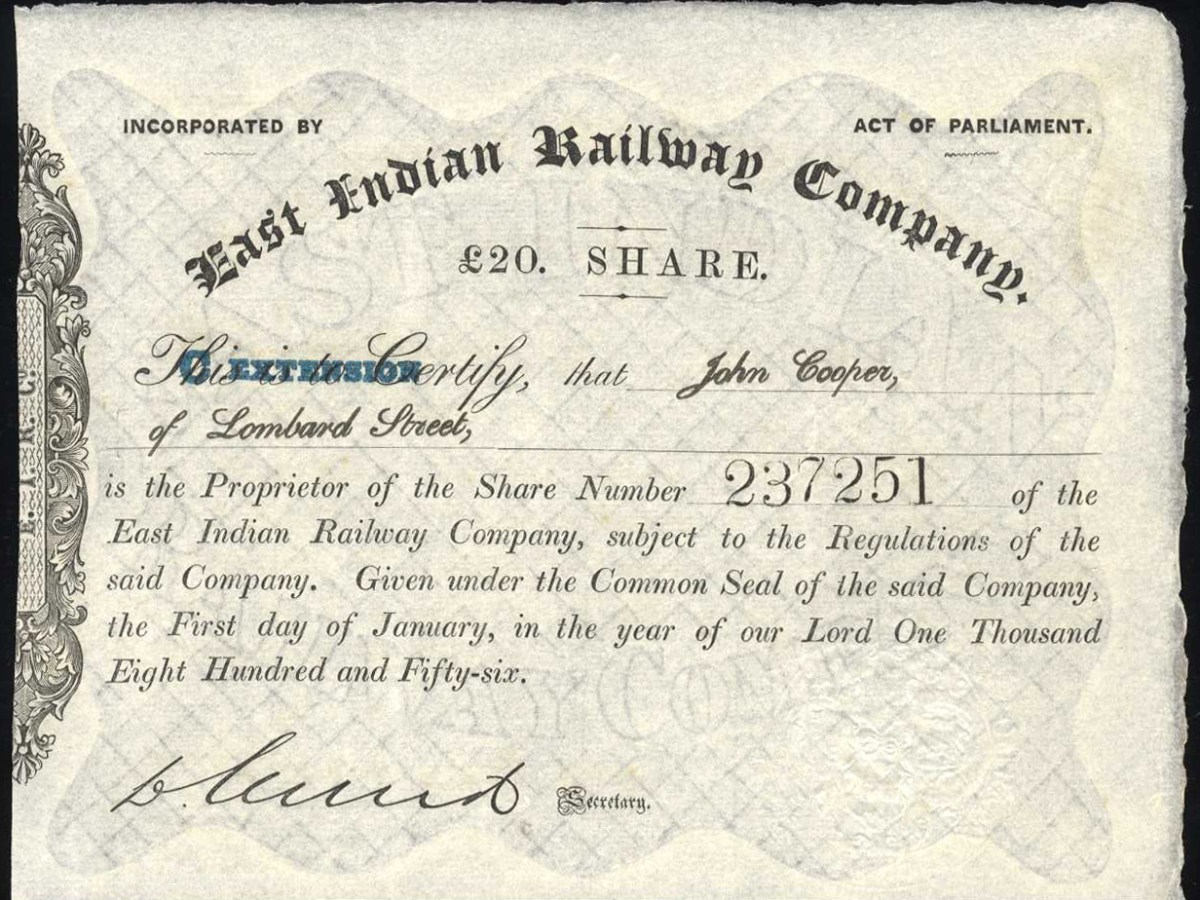 INCORPORATED BY ACT OF PARLIAMENT.
East Indian Railway Company.
£20. SHARE.
This is to Certify, that John Cooper,
C EXTENSION
of Lombard Street,
is the Proprietor of the Share Number 237251 of the
East Indian Railway Company, subject to the Regulations of the
said Company. Given under the Common Seal of the said Company,
the First day of January, in the year of our Lord One Thousand
Eight Hundred and Fifty-six.
Secretary.
E. I. R. C.